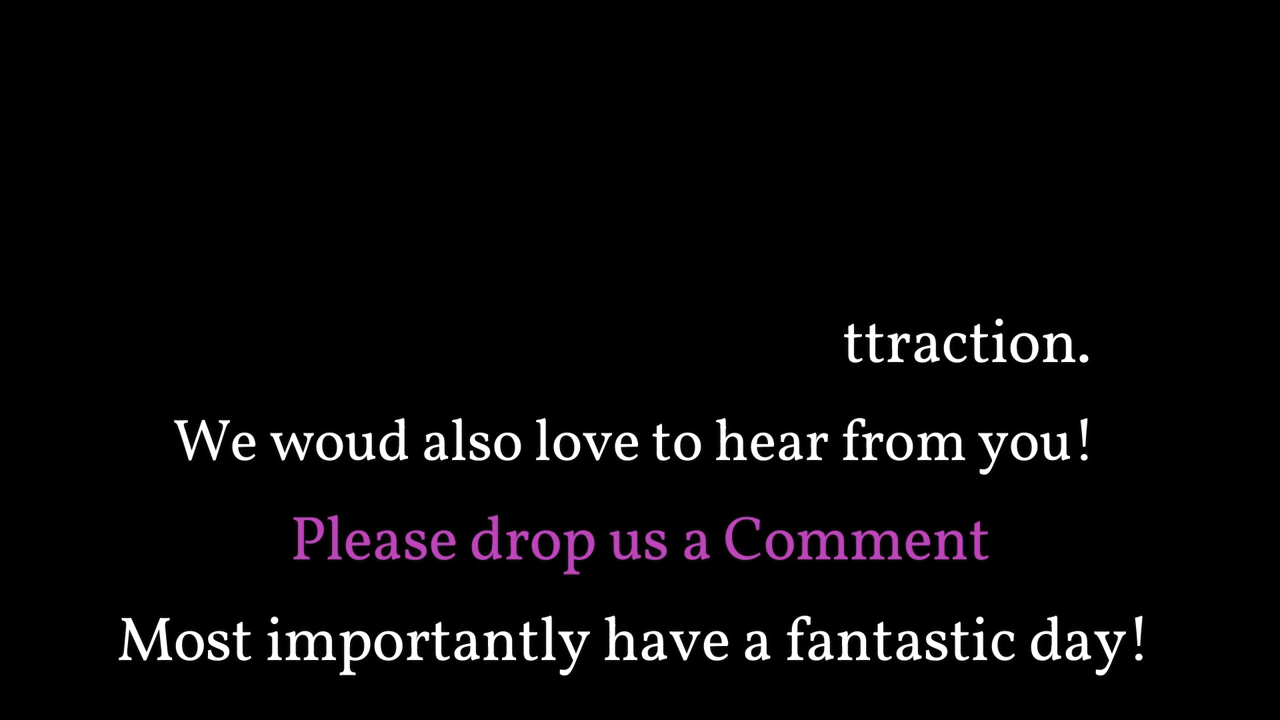 ttraction.
We woud also love to hear from you!
Please drop us a Comment
Most importantly have a fantastic day!